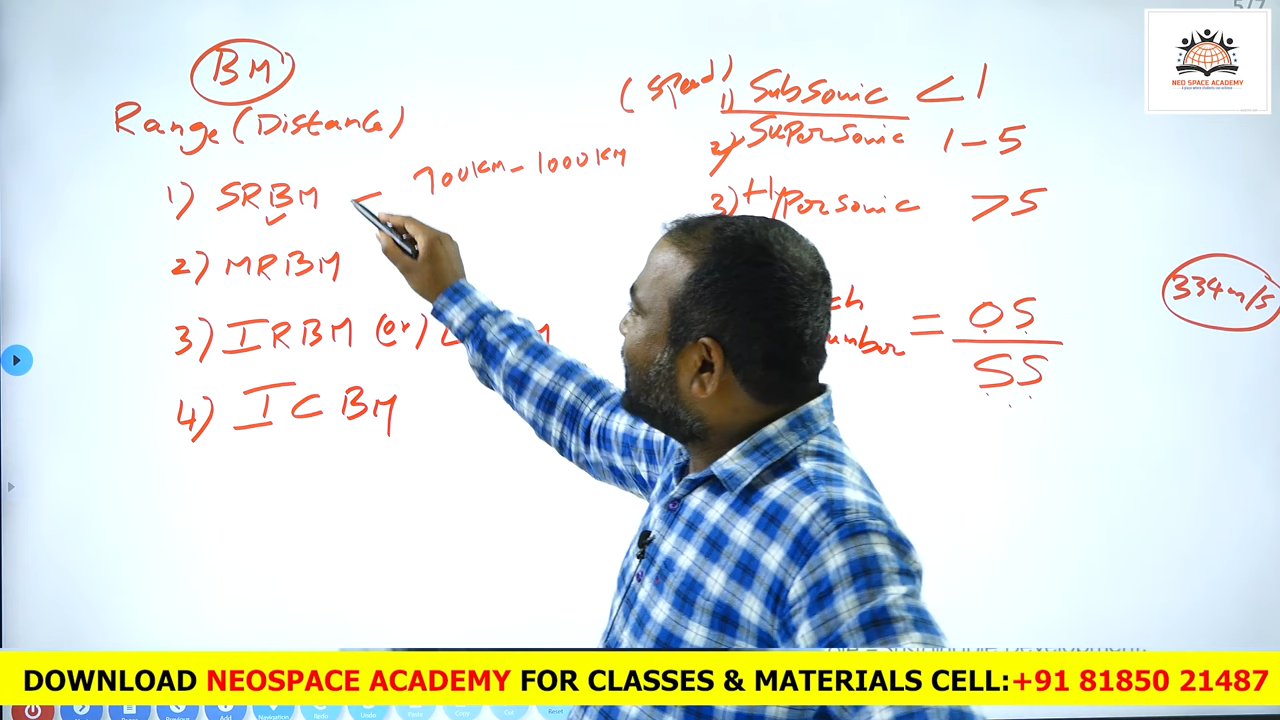 BM
Range (Distance)
1) SRBM < 700KM - 1000KM
2) MRBM
3) IRBM (or)
4) ICBM
(Speed)
1) Subsonic < 1
2) Supersonic 1 - 5
3) Hypersonic > 5
= OS
SS
334m/s
NEO SPACE ACADEMY
DOWNLOAD NEOSPACE ACADEMY FOR CLASSES & MATERIALS CELL:+91 81850 21487